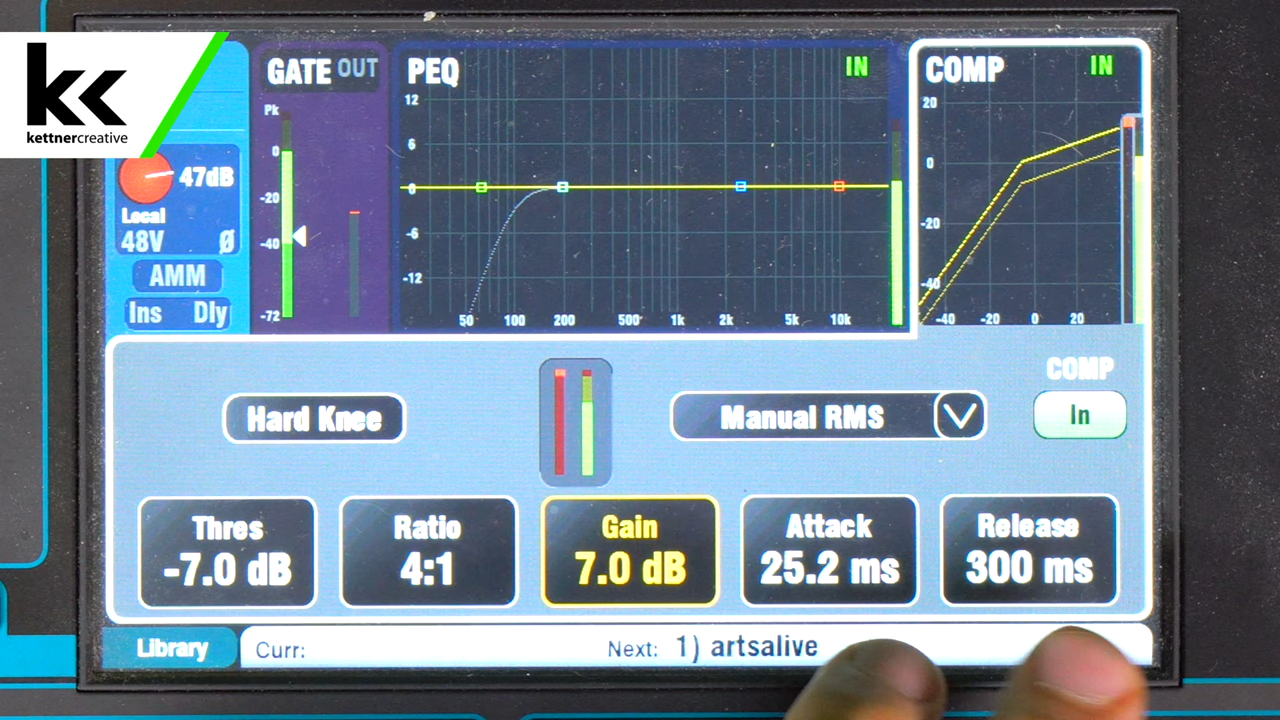 kettnercreative
47dB
Local
48V Ø
AMM
Ins Dly
GATE OUT
Pk
0
-20
-40
-72
PEQ IN
12
6
0
-6
-12
50 100 200 500 1k 2k 5k 10k
COMP IN
20
0
-20
-40
-40 -20 0 20
Hard Knee
Manual RMS
COMP
In
Thres
-7.0 dB
Ratio
4:1
Gain
7.0 dB
Attack
25.2 ms
Release
300 ms
Library
Curr:
Next: 1) artsalive